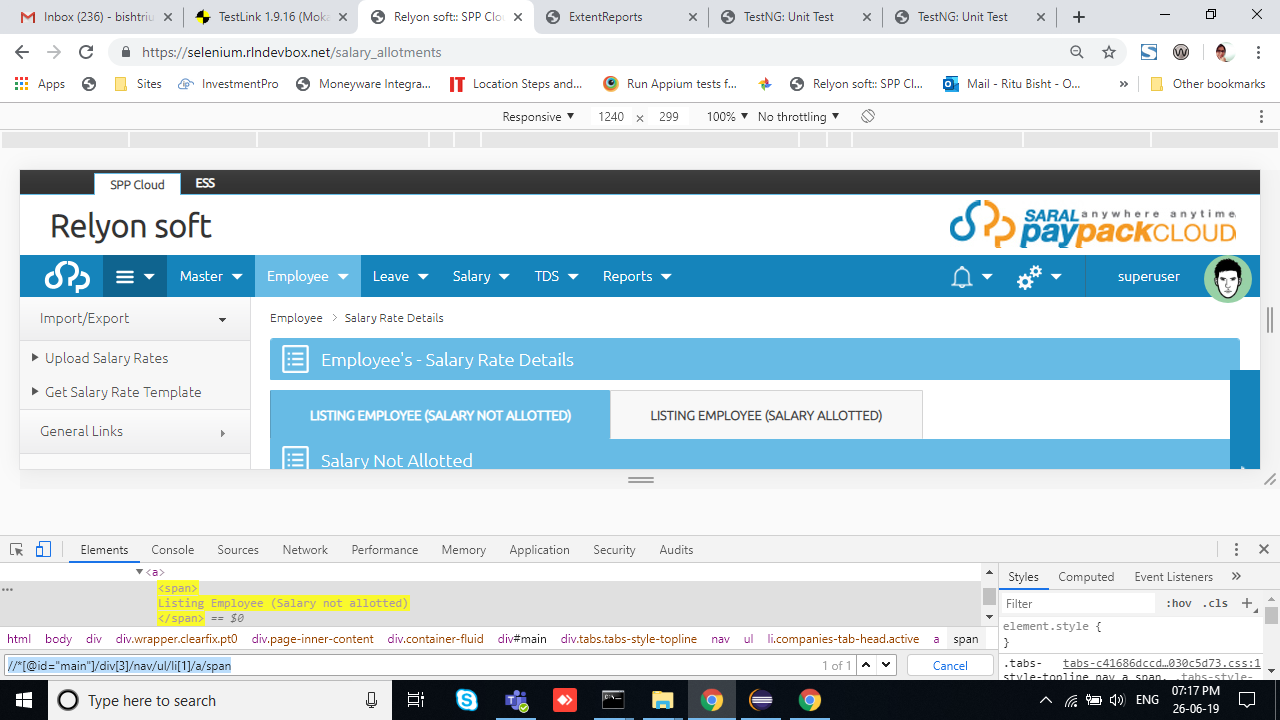 Inbox (236) - bishtriu
TestLink 1.9.16 (Moka
Relyon soft:: SPP Clo
ExtentReports
TestNG: Unit Test
TestNG: Unit Test
https://selenium.rlndevbox.net/salary_allotments
Apps
Sites
InvestmentPro
Moneyware Integra...
Location Steps and...
Run Appium tests f...
Relyon soft:: SPP Cl...
Mail - Ritu Bisht - O...
»
Other bookmarks
Responsive ▼ 1240 × 299 100% ▼ No throttling ▼
SPP Cloud
ESS
Relyon soft
SARAL anywhere anytime
paypackCLOUD
Master
Employee
Leave
Salary
TDS
Reports
superuser
Import/Export
Employee > Salary Rate Details
Upload Salary Rates
Employee's - Salary Rate Details
Get Salary Rate Template
LISTING EMPLOYEE (SALARY NOT ALLOTTED)
LISTING EMPLOYEE (SALARY ALLOTTED)
General Links
Salary Not Allotted
Elements
Console
Sources
Network
Performance
Memory
Application
Security
Audits
▼<a>
<span>
Listing Employee (Salary not allotted)
</span> == $0
html body div div.wrapper.clearfix.pt0 div.page-inner-content div.container-fluid div#main div.tabs.tabs-style-topline nav ul li.companies-tab-head.active a span
//*[@id="main"]/div[3]/nav/ul/li[1]/a/span
1 of 1
Cancel
Styles
Computed
Event Listeners
»
Filter
:hov .cls +
element.style {
}
.tabs- tabs-c41686dccd…030c5d73.css:1
style-topline nav a span, .tabs-style-
Type here to search
ENG
07:17 PM
26-06-19